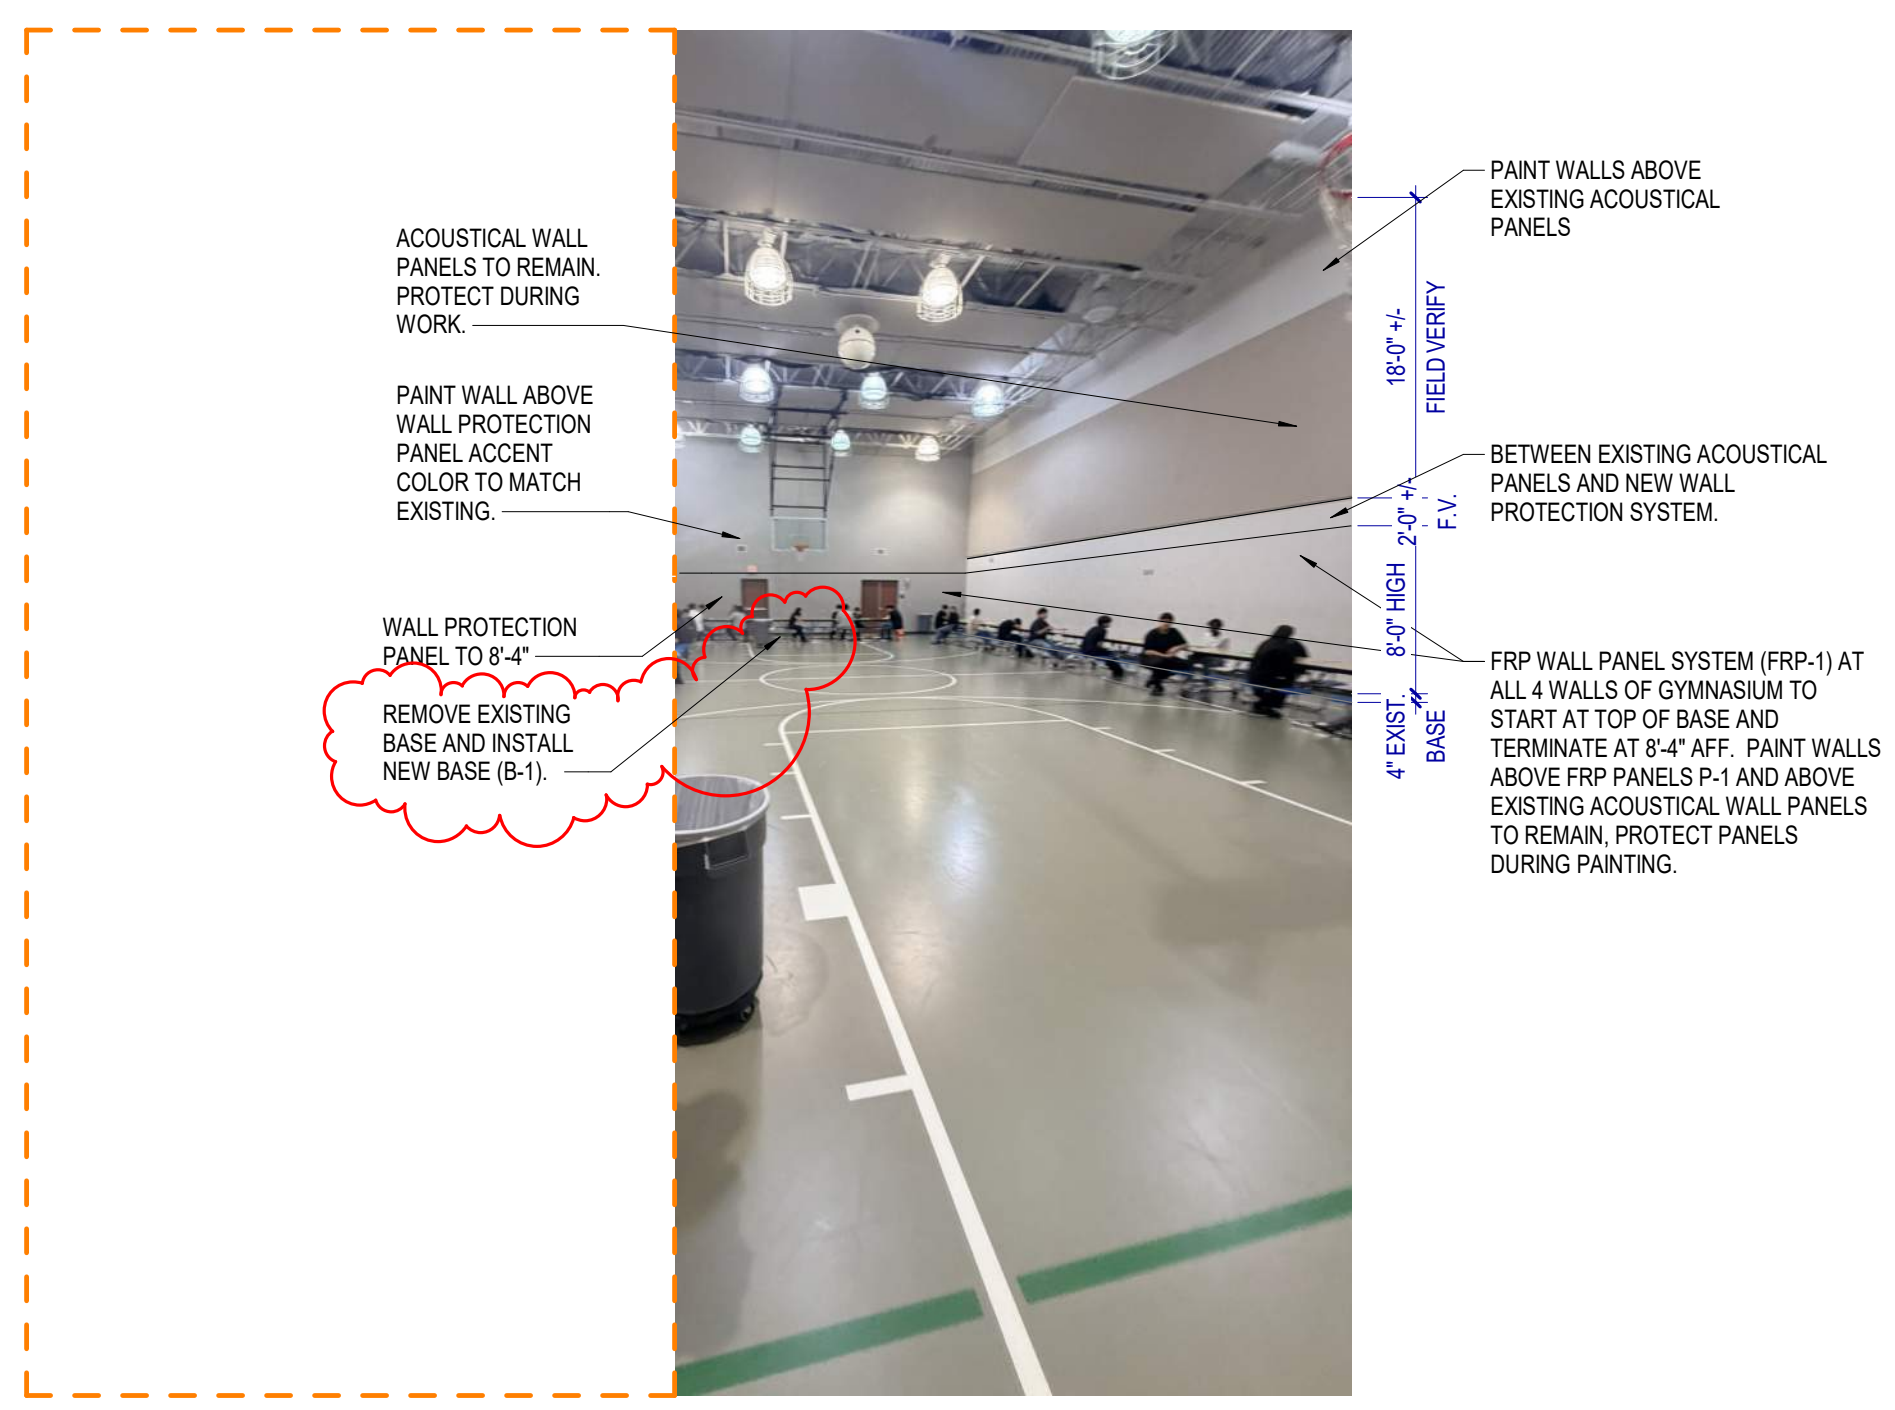 ACOUSTICAL WALL
PANELS TO REMAIN.
PROTECT DURING
WORK.
PAINT WALL ABOVE
WALL PROTECTION
PANEL ACCENT
COLOR TO MATCH
EXISTING.
WALL PROTECTION
PANEL TO 8'-4"
REMOVE EXISTING
BASE AND INSTALL
NEW BASE (B-1).
PAINT WALLS ABOVE
EXISTING ACOUSTICAL
PANELS
18'-0" +/-
FIELD VERIFY
2'-0" +/-
F.V.
8'-0" HIGH
4" EXIST.
BASE
BETWEEN EXISTING ACOUSTICAL
PANELS AND NEW WALL
PROTECTION SYSTEM.
FRP WALL PANEL SYSTEM (FRP-1) AT
ALL 4 WALLS OF GYMNASIUM TO
START AT TOP OF BASE AND
TERMINATE AT 8'-4" AFF. PAINT WALLS
ABOVE FRP PANELS P-1 AND ABOVE
EXISTING ACOUSTICAL WALL PANELS
TO REMAIN, PROTECT PANELS
DURING PAINTING.